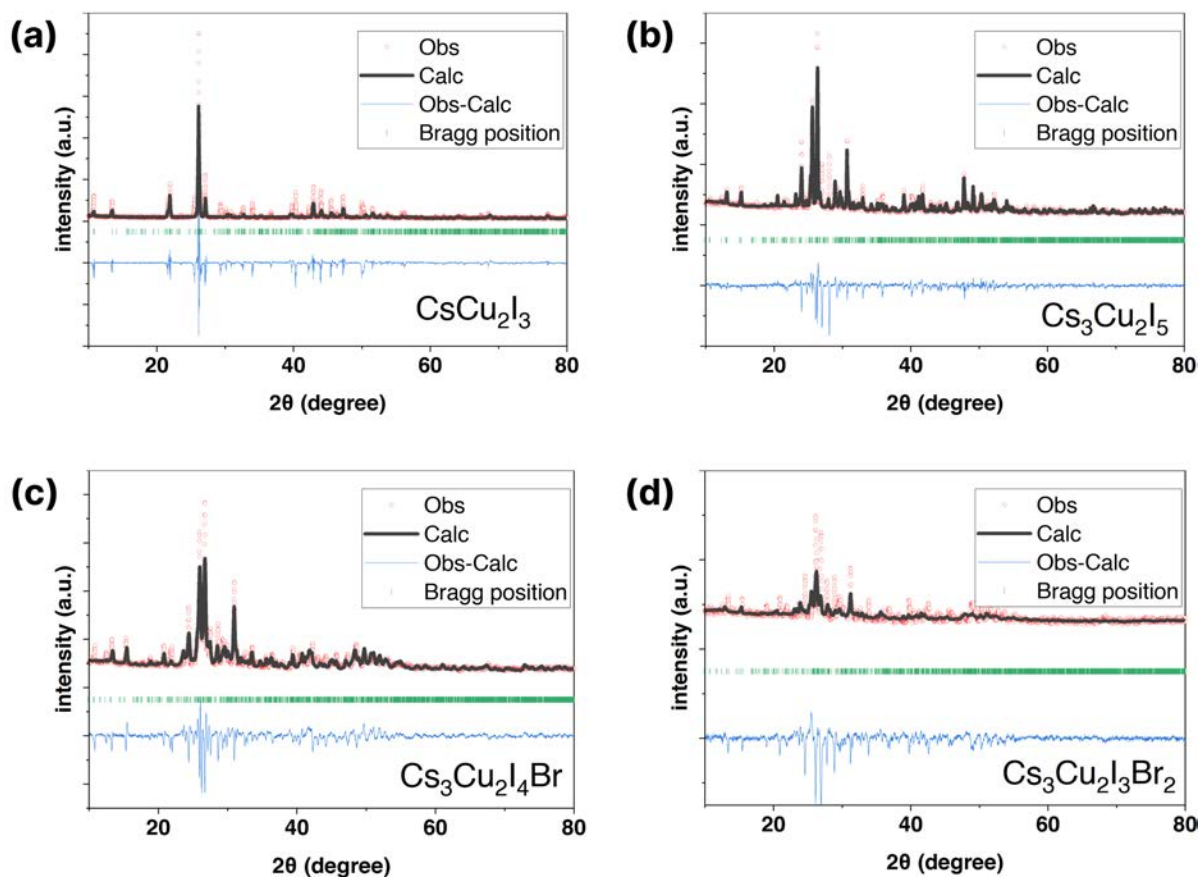 (a)
Obs
Calc
Obs-Calc
Bragg position
intensity (a.u.)
CsCu₂I₃
20 40 60 80
2θ (degree)
(b)
Obs
Calc
Obs-Calc
Bragg position
intensity (a.u.)
Cs₃Cu₂I₅
20 40 60 80
2θ (degree)
(c)
Obs
Calc
Obs-Calc
Bragg position
intensity (a.u.)
Cs₃Cu₂I₄Br
20 40 60 80
2θ (degree)
(d)
Obs
Calc
Obs-Calc
Bragg position
intensity (a.u.)
Cs₃Cu₂I₃Br₂
20 40 60 80
2θ (degree)